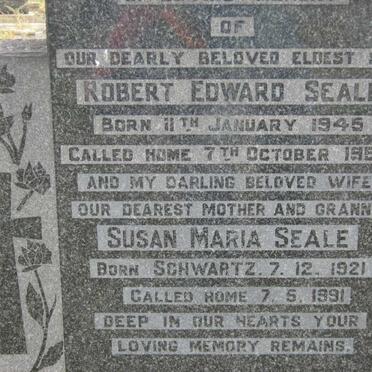 OF
OUR DEARLY BELOVED ELDEST
ROBERT EDWARD SEALE
BORN 11TH JANUARY 1945
CALLED HOME 7TH OCTOBER
AND MY DARLING BELOVED WIFE
OUR DEAREST MOTHER AND GRANN
SUSAN MARIA SEALE
BORN SCHWARTZ. 7. 12. 1921
CALLED HOME 7. 5. 1991
DEEP IN OUR HEARTS YOUR
LOVING MEMORY REMAINS.